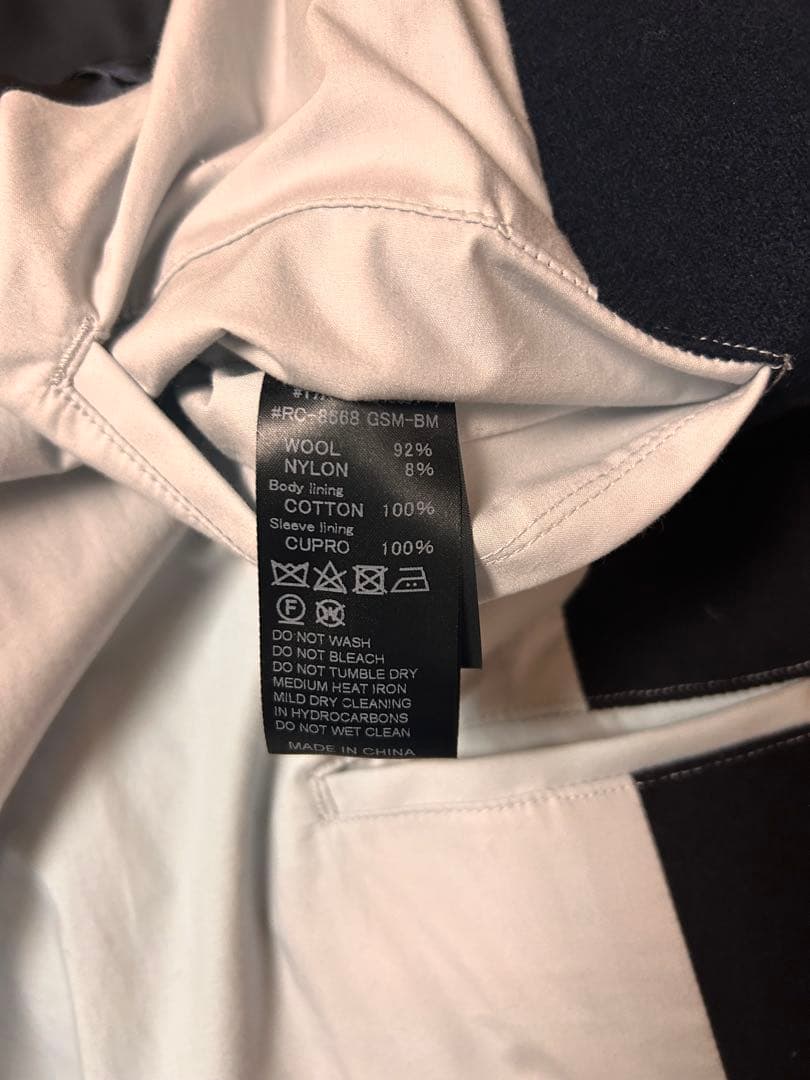 #RC-8568 GSM-BM
WOOL 92%
NYLON 8%
Body lining
COTTON 100%
Sleeve lining
CUPRO 100%
F W
DO NOT WASH
DO NOT BLEACH
DO NOT TUMBLE DRY
MEDIUM HEAT IRON
MILD DRY CLEANING
IN HYDROCARBONS
DO NOT WET CLEAN
MADE IN CHINA